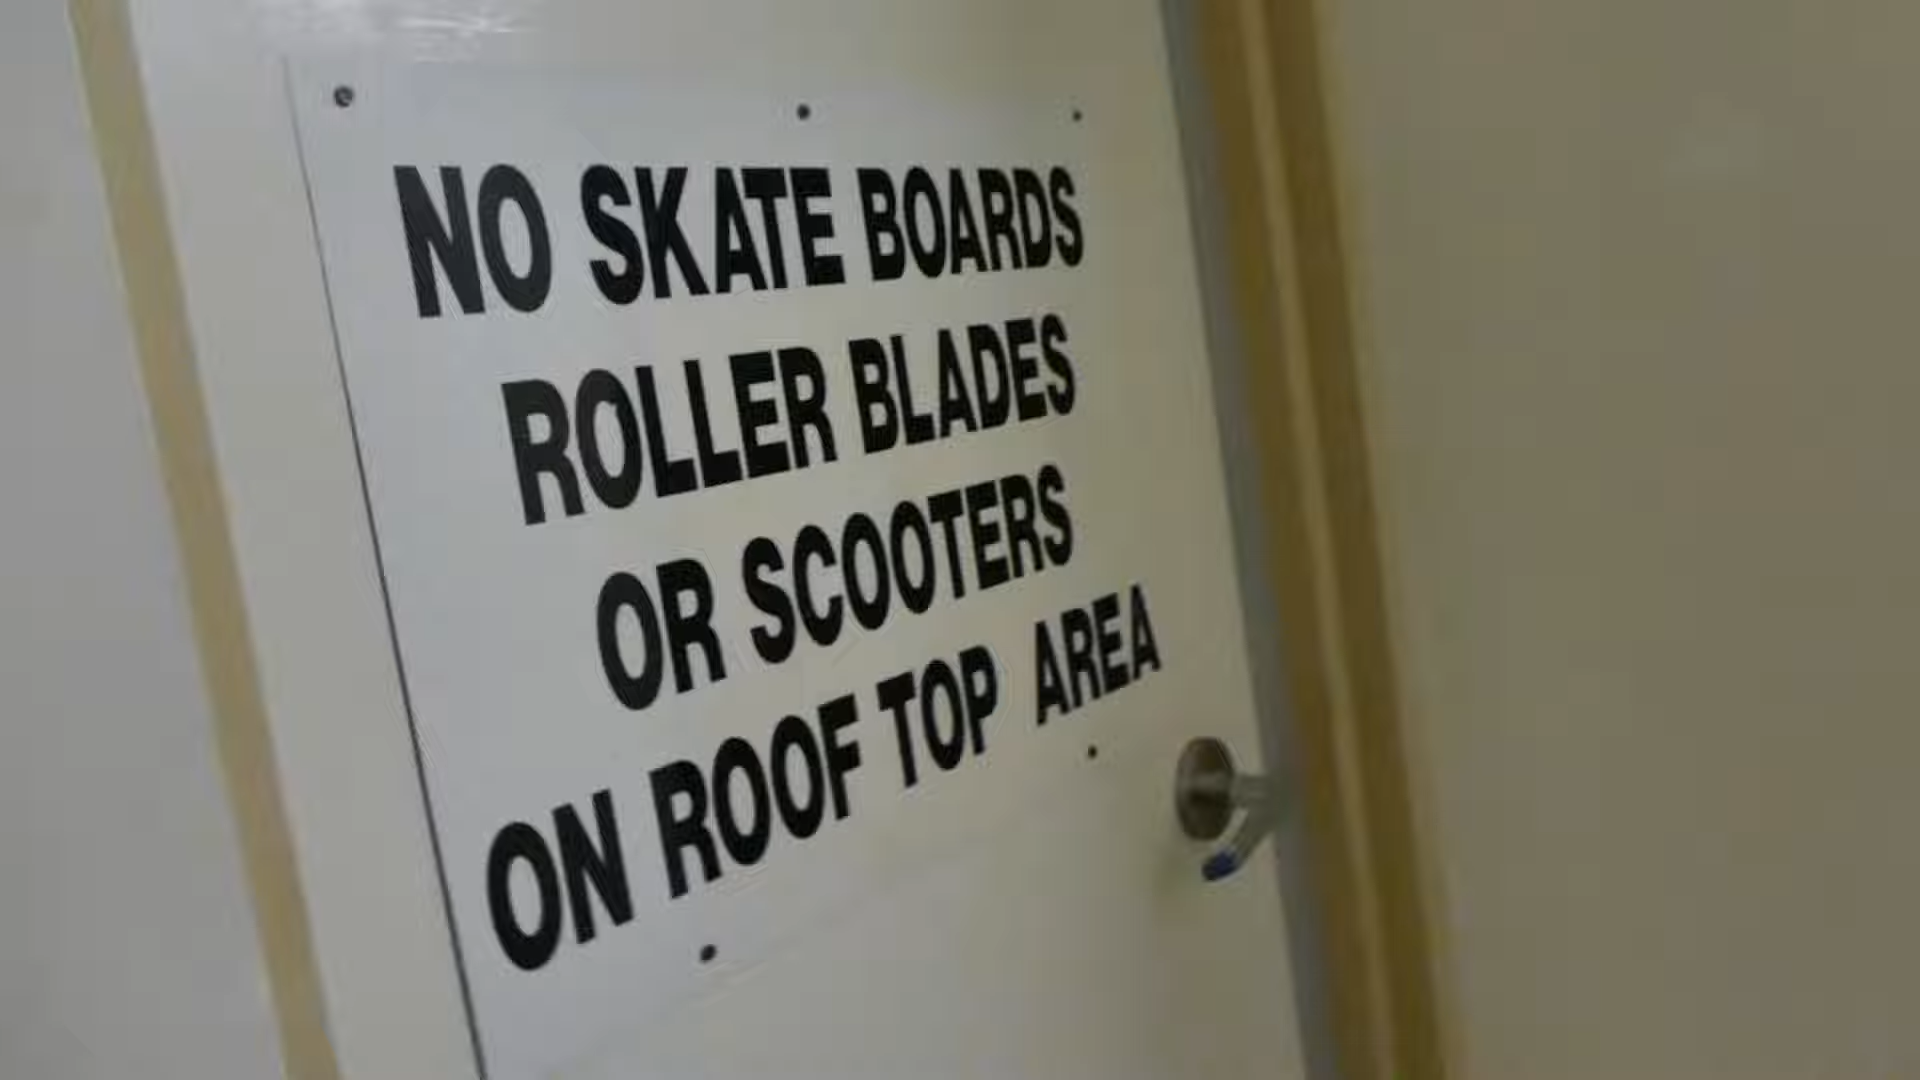 NO SKATE BOARDS
ROLLER BLADES
OR SCOOTERS
ON ROOF TOP AREA